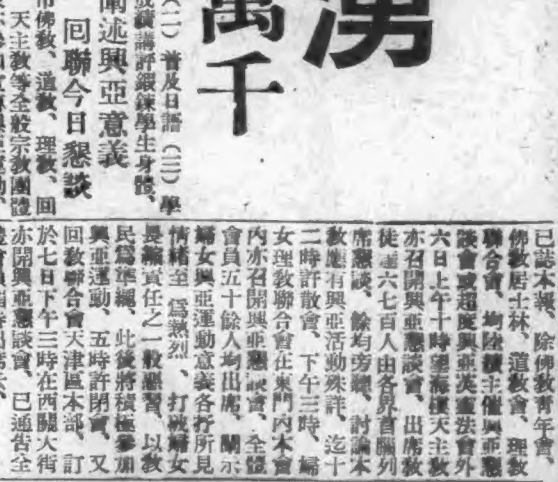 湧
萬千
（二）普及日語（三）學
成績講評鍛鍊學生身體、
闡述興亞意義
回聯今日懇談
市佛教、道教、理教、回
天主教等全般宗教團體
已誌本報、除佛教青年會、
佛教居士林、道教會、理教
聯合會、均陸續主催興亞懇
談會或超度興亞英靈法會外
六日上午十時望海樓天主教
亦召開興亞懇談會、出席教
徒達六七百人由各界首腦列
席懇談、餘均旁聽、討論本
教應有興亞活動殊詳、迄十
二時許散會、下午三時、婦
女理教聯合會在東門內本會
內亦召開興亞懇談會、全體
會員五十餘人均出席、闡示
婦女興亞運動意義各抒所見
情緒至爲熱烈、打破婦女
畏縮責任之一般惡習、以教
民爲準繩、此後將積極參加
興亞運動、五時許閉會、又
回教聯合會天津區本部、訂
於七日下午三時在西關大街
亦開興亞懇談會、已通告全